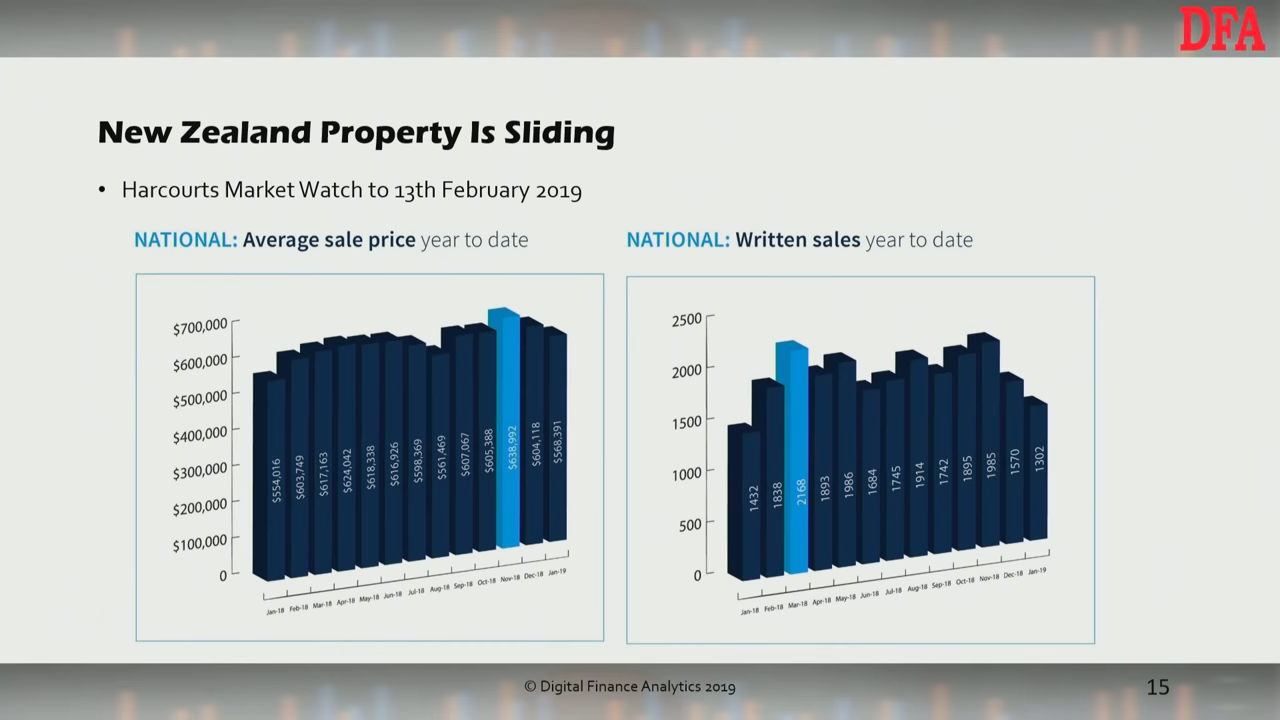 DFA
New Zealand Property Is Sliding
• Harcourts Market Watch to 13th February 2019
NATIONAL: Average sale price year to date
$700,000
$600,000
$500,000
$400,000
$300,000
$200,000
$100,000
0
$554,016
$603,749
$617,163
$624,042
$618,338
$616,926
$598,369
$561,469
$607,067
$605,388
$638,992
$604,118
$568,391
Jan-18
Feb-18
Mar-18
Apr-18
May-18
Jun-18
Jul-18
Aug-18
Sep-18
Oct-18
Nov-18
Dec-18
Jan-19
NATIONAL: Written sales year to date
2500
2000
1500
1000
500
0
1432
1838
2168
1893
1986
1684
1745
1914
1742
1895
1985
1570
1302
Jan-18
Feb-18
Mar-18
Apr-18
May-18
Jun-18
Jul-18
Aug-18
Sep-18
Oct-18
Nov-18
Dec-18
Jan-19
© Digital Finance Analytics 2019
15